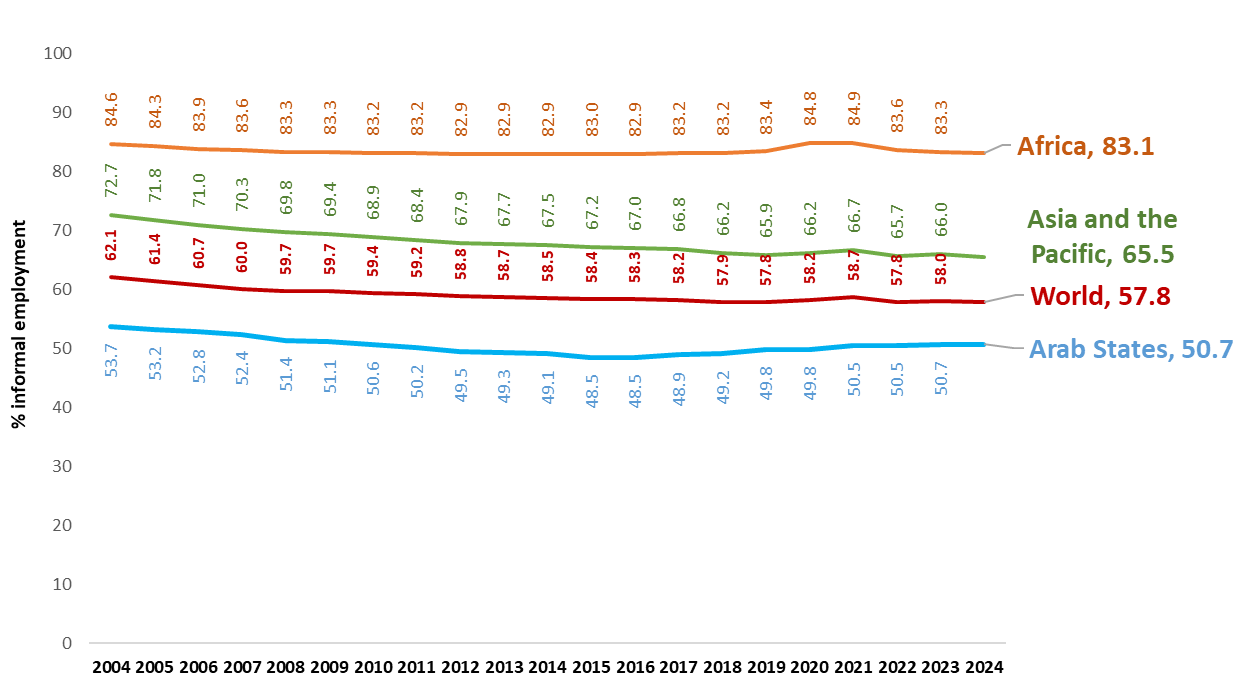 100
90
80
70
60
50
40
30
20
10
0
% informal employment
84.6 84.3 83.9 83.6 83.3 83.3 83.2 83.2 82.9 82.9 82.9 83.0 82.9 83.2 83.2 83.4 84.8 84.9 83.6 83.3
Africa, 83.1
72.7 71.8 71.0 70.3 69.8 69.4 68.9 68.4 67.9 67.7 67.5 67.2 67.0 66.8 66.2 65.9 66.2 66.7 65.7 66.0
Asia and the
Pacific, 65.5
62.1 61.4 60.7 60.0 59.7 59.7 59.4 59.2 58.8 58.7 58.5 58.4 58.3 58.2 57.9 57.8 58.2 58.7 57.8 58.0
World, 57.8
53.7 53.2 52.8 52.4 51.4 51.1 50.6 50.2 49.5 49.3 49.1 48.5 48.5 48.9 49.2 49.8 49.8 50.5 50.5 50.7
Arab States, 50.7
2004 2005 2006 2007 2008 2009 2010 2011 2012 2013 2014 2015 2016 2017 2018 2019 2020 2021 2022 2023 2024